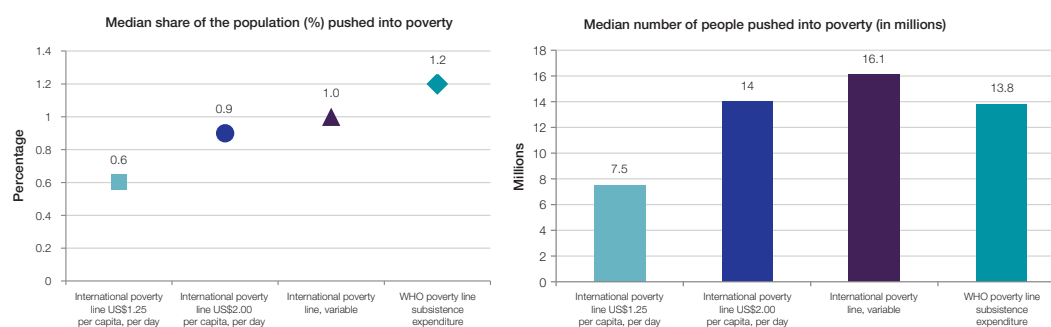 Median share of the population (%) pushed into poverty
Percentage
1.4
1.2
1
0.8
0.6
0.4
0.2
0
0.6
0.9
1.0
1.2
International poverty
line US$1.25
per capita, per day
International poverty
line US$2.00
per capita, per day
International poverty
line, variable
WHO poverty line
subsistence
expenditure
Median number of people pushed into poverty (in millions)
Millions
18
16
14
12
10
8
6
4
2
0
7.5
14
16.1
13.8
International poverty
line US$1.25
per capita, per day
International poverty
line US$2.00
per capita, per day
International poverty
line, variable
WHO poverty line
subsistence
expenditure